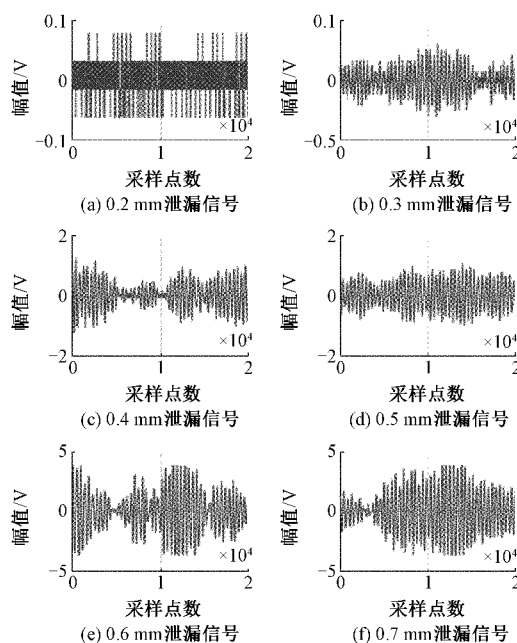 0.1 0.1
幅值/V 0 幅值/V 0
×10⁴ ×10⁴
−0.1 −0.5
0 1 2 0 1 2
采样点数 采样点数
(a) 0.2 mm泄漏信号 (b) 0.3 mm泄漏信号
2 2
幅值/V 0 幅值/V 0
×10⁴ ×10⁴
−2 −2
0 1 2 0 1 2
采样点数 采样点数
(c) 0.4 mm泄漏信号 (d) 0.5 mm泄漏信号
5 5
幅值/V 0 幅值/V 0
×10⁴ ×10⁴
−5 −5
0 1 2 0 1 2
采样点数 采样点数
(e) 0.6 mm泄漏信号 (f) 0.7 mm泄漏信号